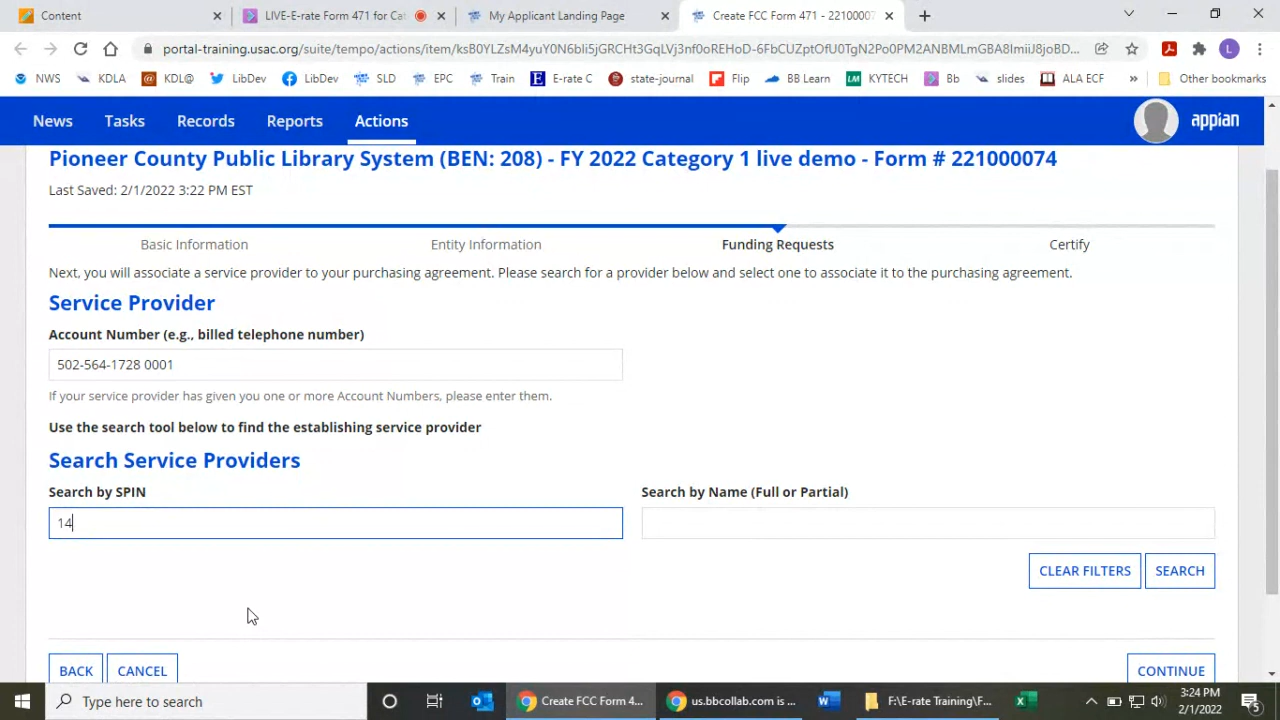 Content
LIVE-E-rate Form 471 for Cat
My Applicant Landing Page
Create FCC Form 471 - 22100007
portal-training.usac.org/suite/tempo/actions/item/
NWS
KDLA
KDL@
LibDev
LibDev
SLD
EPC
Train
E-rate C
state-journal
Flip
BB Learn
KYTECH
Bb
slides
ALA ECF
»
Other bookmarks
News
Tasks
Records
Reports
Actions
appian
Pioneer County Public Library System (BEN: 208) - FY 2022 Category 1 live demo - Form # 221000074
Last Saved: 2/1/2022 3:22 PM EST
Basic Information
Entity Information
Funding Requests
Certify
Next, you will associate a service provider to your purchasing agreement. Please search for a provider below and select one to associate it to the purchasing agreement.
Service Provider
Account Number (e.g., billed telephone number)
502-564-1728 0001
If your service provider has given you one or more Account Numbers, please enter them.
Use the search tool below to find the establishing service provider
Search Service Providers
Search by SPIN
Search by Name (Full or Partial)
14
CLEAR FILTERS
SEARCH
BACK
CANCEL
CONTINUE
Type here to search
Create FCC Form 4...
us.bbcollab.com is ...
F:\E-rate Training\F...
3:24 PM
2/1/2022
5